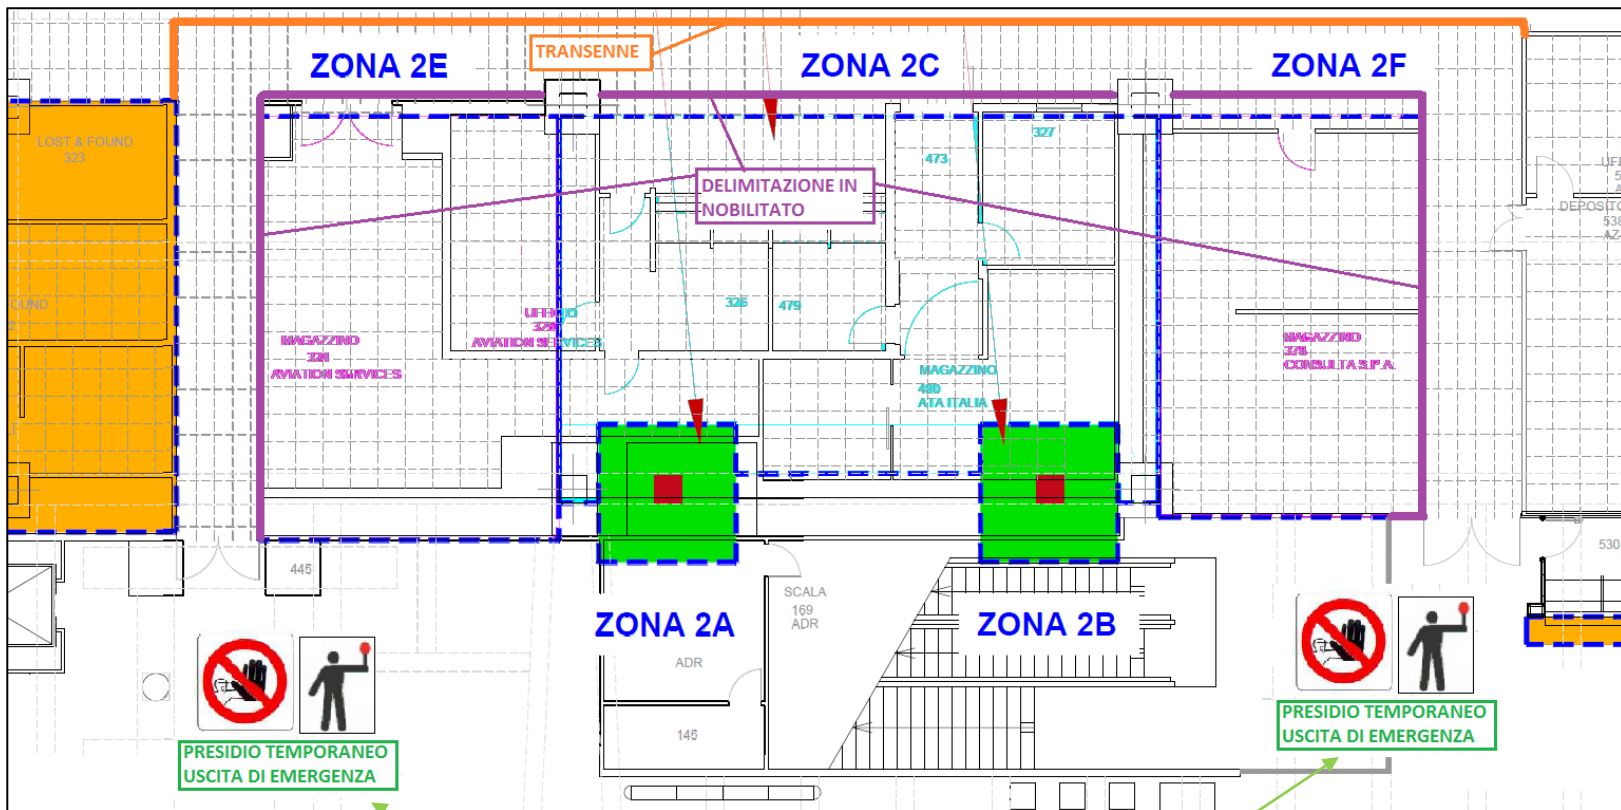 ZONA 2E
TRANSENNE
ZONA 2C
ZONA 2F
LOST & FOUND
323
327
473
DELIMITAZIONE IN
NOBILITATO
DEPOSITO
538
326
479
UFFICIO
AVIATION SERVICES
MAGAZZINO
AVIATION SERVICES
MAGAZZINO
ATA ITALIA
MAGAZZINO
CONSULTA S.P.A.
445
530
SCALA
169
ADR
ZONA 2A
ZONA 2B
ADR
145
PRESIDIO TEMPORANEO
USCITA DI EMERGENZA
PRESIDIO TEMPORANEO
USCITA DI EMERGENZA